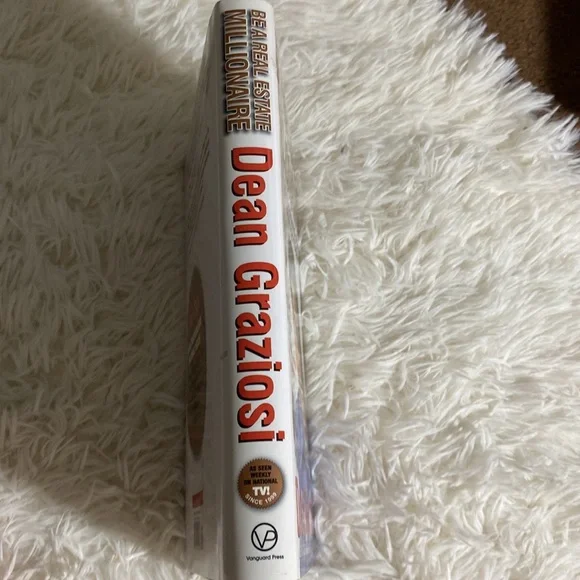 BE A REAL ESTATE
MILLIONAIRE
Dean Graziosi
AS SEEN
WEEKLY
ON NATIONAL
TV!
SINCE 1999
VP
Vanguard Press